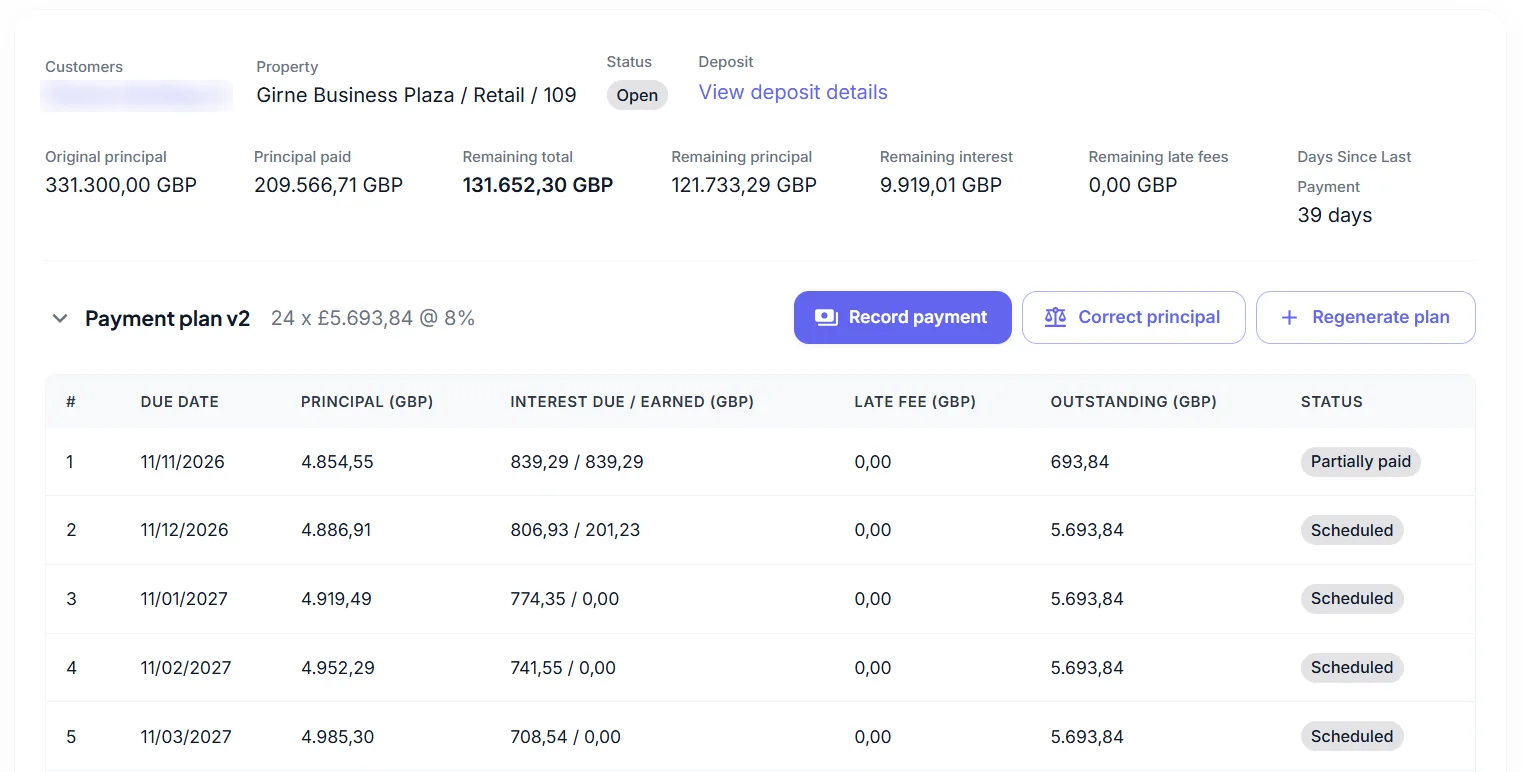 Customers
Property
Girne Business Plaza / Retail / 109
Status
Open
Deposit
View deposit details
Original principal
331.300,00 GBP
Principal paid
209.566,71 GBP
Remaining total
131.652,30 GBP
Remaining principal
121.733,29 GBP
Remaining interest
9.919,01 GBP
Remaining late fees
0,00 GBP
Days Since Last
Payment
39 days
Payment plan v2 24 x £5.693,84 @ 8%
Record payment
Correct principal
Regenerate plan
# DUE DATE PRINCIPAL (GBP) INTEREST DUE / EARNED (GBP) LATE FEE (GBP) OUTSTANDING (GBP) STATUS
1 11/11/2026 4.854,55 839,29 / 839,29 0,00 693,84 Partially paid
2 11/12/2026 4.886,91 806,93 / 201,23 0,00 5.693,84 Scheduled
3 11/01/2027 4.919,49 774,35 / 0,00 0,00 5.693,84 Scheduled
4 11/02/2027 4.952,29 741,55 / 0,00 0,00 5.693,84 Scheduled
5 11/03/2027 4.985,30 708,54 / 0,00 0,00 5.693,84 Scheduled